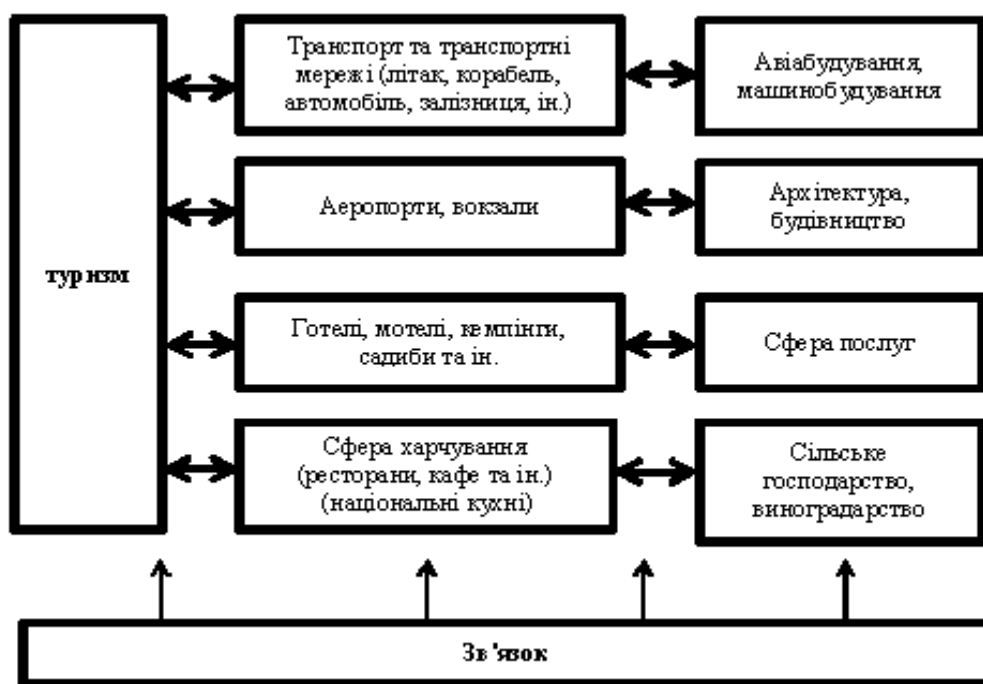 туризм
Транспорт та транспортні
мережі (літак, корабель,
автомобіль, залізниця, ін.)
Авіабудування,
машинобудування
Аеропорти, вокзали
Архітектура,
будівництво
Готелі, мотелі, кемпінги,
садиби та ін.
Сфера послуг
Сфера харчування
(ресторани, кафе та ін.)
(національні кухні)
Сільське
господарство,
виноградарство
Зв'язок